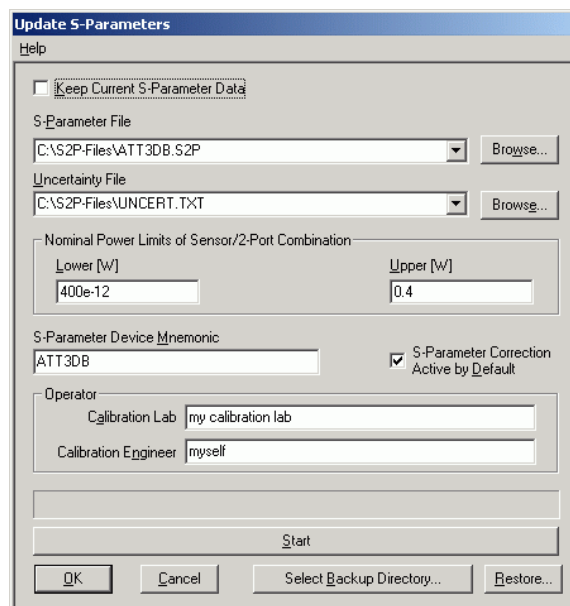 Update S-Parameters
Help
Keep Current S-Parameter Data
S-Parameter File
C:\S2P-Files\ATT3DB.S2P
Browse...
Uncertainty File
C:\S2P-Files\UNCERT.TXT
Browse...
Nominal Power Limits of Sensor/2-Port Combination
Lower [W]
Upper [W]
400e-12
0.4
S-Parameter Device Mnemonic
ATT3DB
S-Parameter Correction
Active by Default
Operator
Calibration Lab
my calibration lab
Calibration Engineer
myself
Start
OK
Cancel
Select Backup Directory...
Restore...